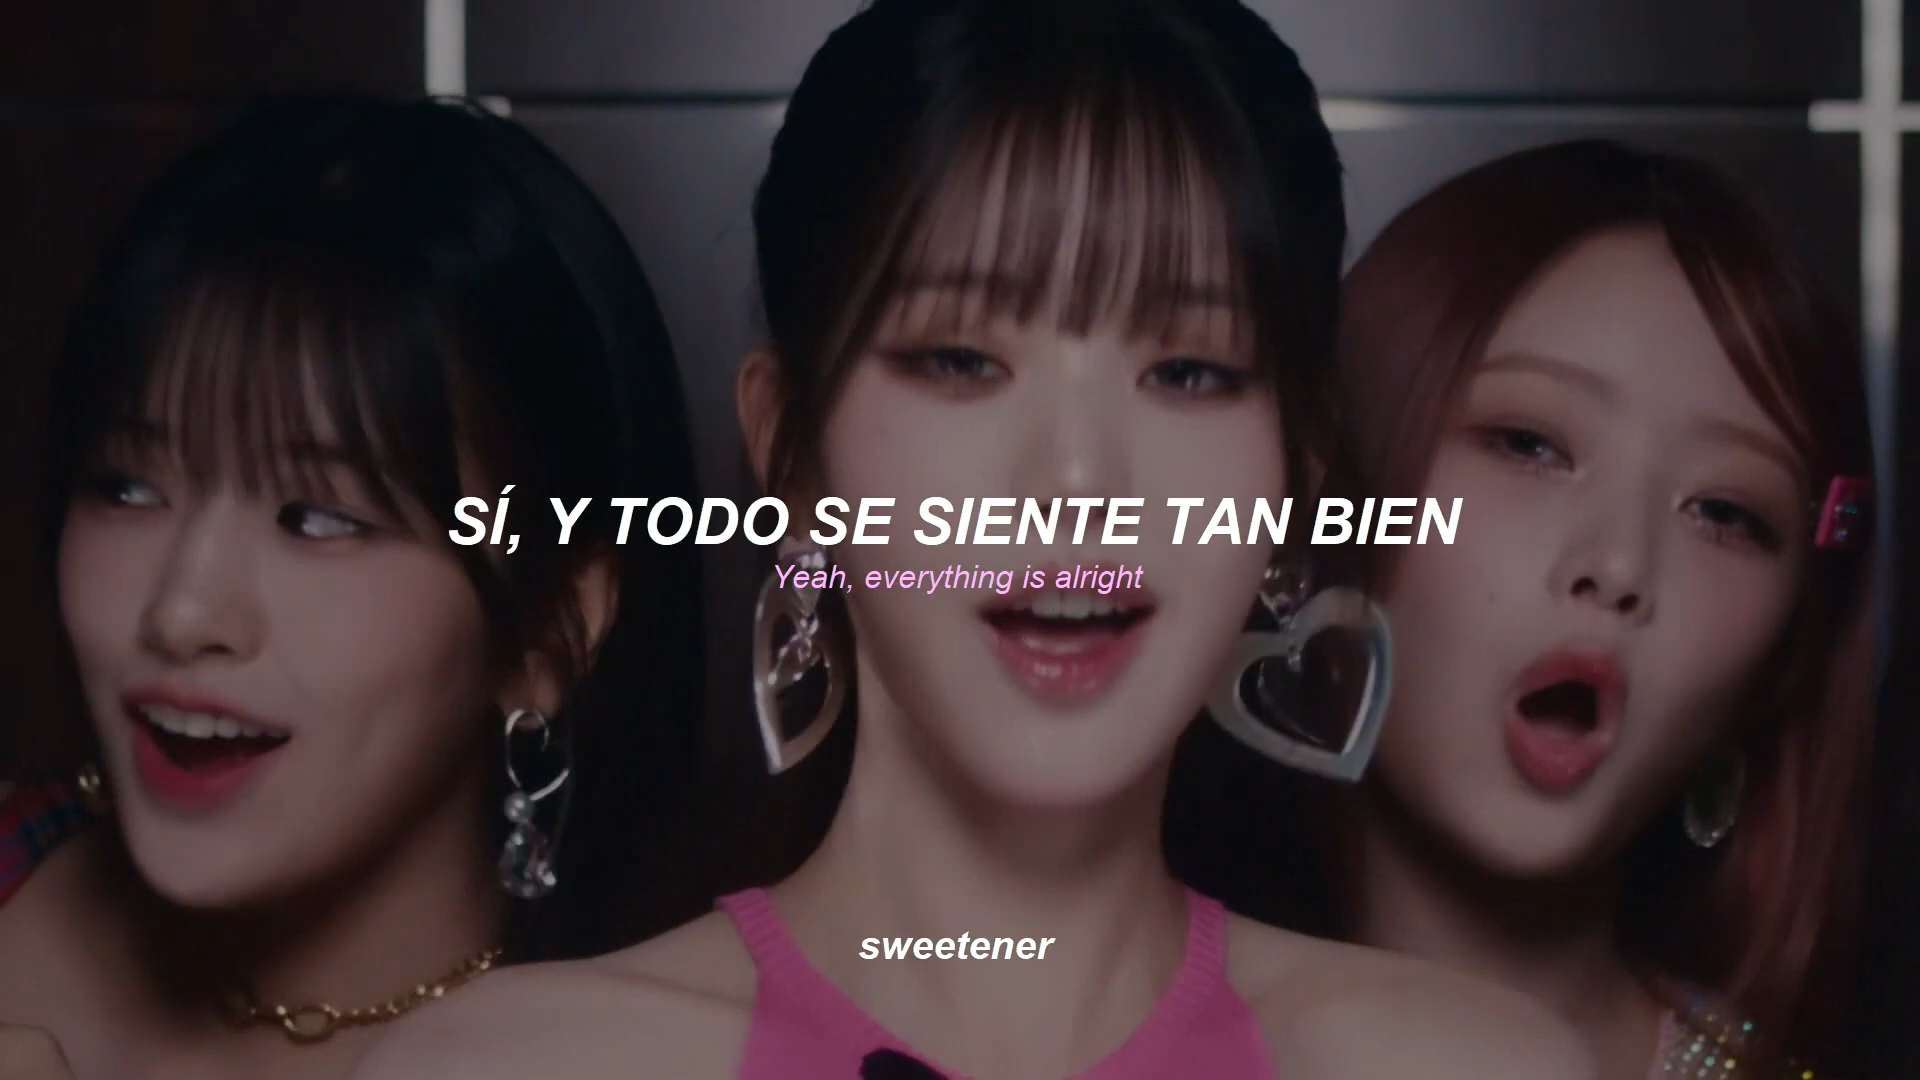 SÍ, Y TODO SE SIENTE TAN BIEN
Yeah, everything is alright
sweetener